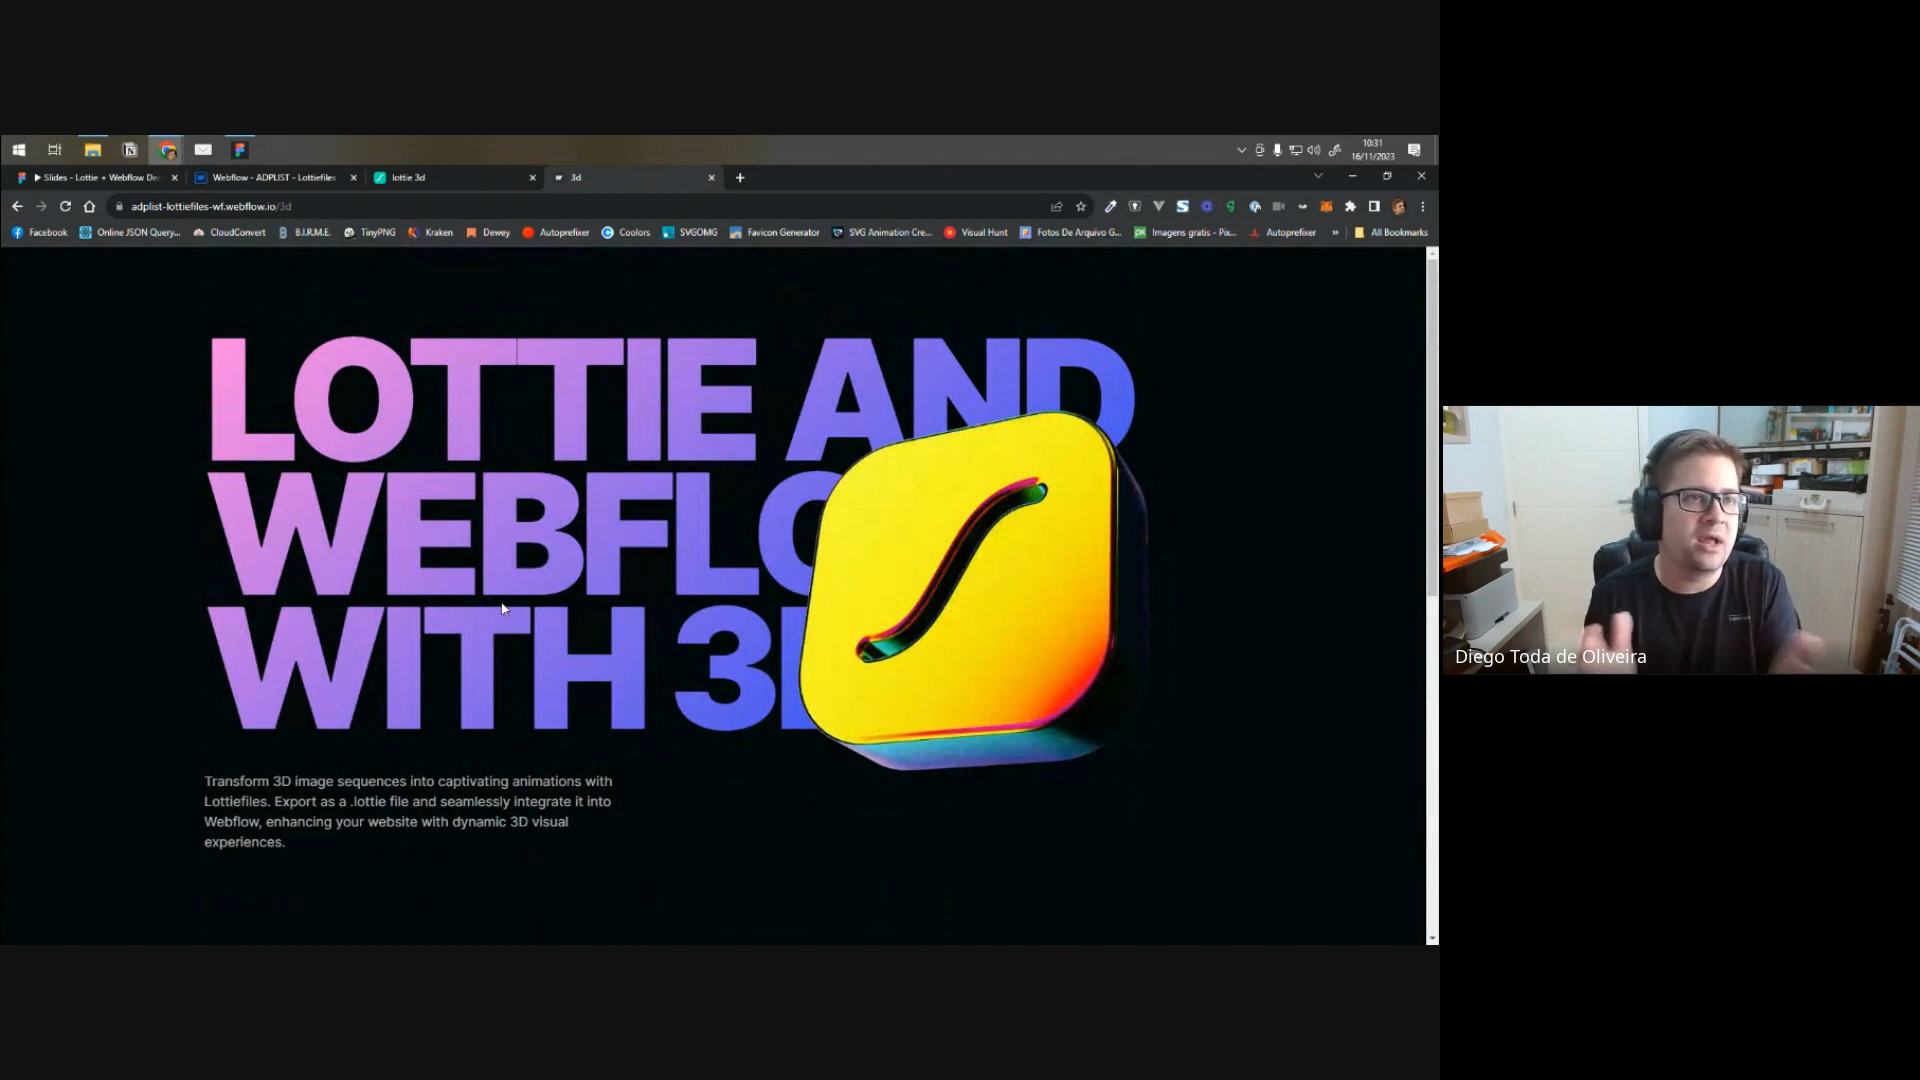 10:31
16/11/2023
Slides - Lottie + Webflow De
Webflow - ADPLIST - Lottiefiles
lottie 3d
3d
adplist-lottiefiles-wf.webflow.io/3d
Facebook
Online JSON Query...
CloudConvert
B.I.R.M.E.
TinyPNG
Kraken
Dewey
Autoprefixer
Coolors
SVGOMG
Favicon Generator
SVG Animation Cre...
Visual Hunt
Fotos De Arquivo G...
Imagens gratis - Pix...
Autoprefixer
»
All Bookmarks
LOTTIE AND
WEBFLO
WITH 3D
Transform 3D image sequences into captivating animations with
Lottiefiles. Export as a .lottie file and seamlessly integrate it into
Webflow, enhancing your website with dynamic 3D visual
experiences.
Diego Toda de Oliveira